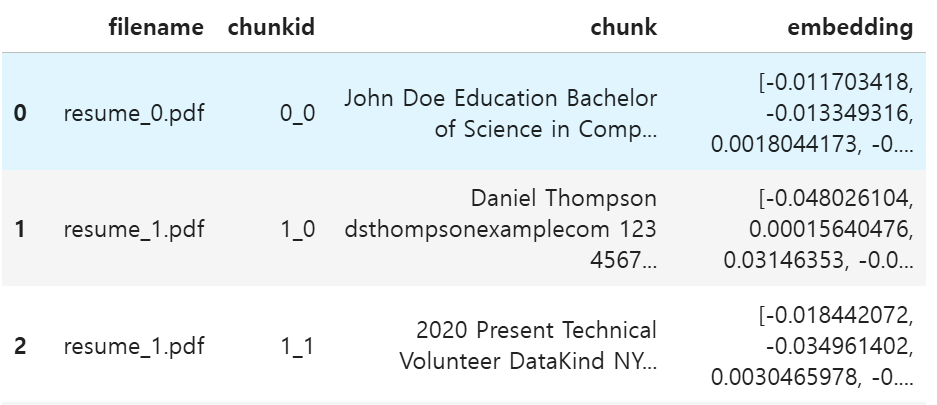 filename chunkid chunk embedding
0 resume_0.pdf 0_0 John Doe Education Bachelor of Science in Comp... [-0.011703418, -0.013349316, 0.0018044173, -0....
1 resume_1.pdf 1_0 Daniel Thompson dsthompsonexamplecom 123 4567... [-0.048026104, 0.00015640476, 0.03146353, -0.0...
2 resume_1.pdf 1_1 2020 Present Technical Volunteer DataKind NY... [-0.018442072, -0.034961402, 0.0030465978, -0....